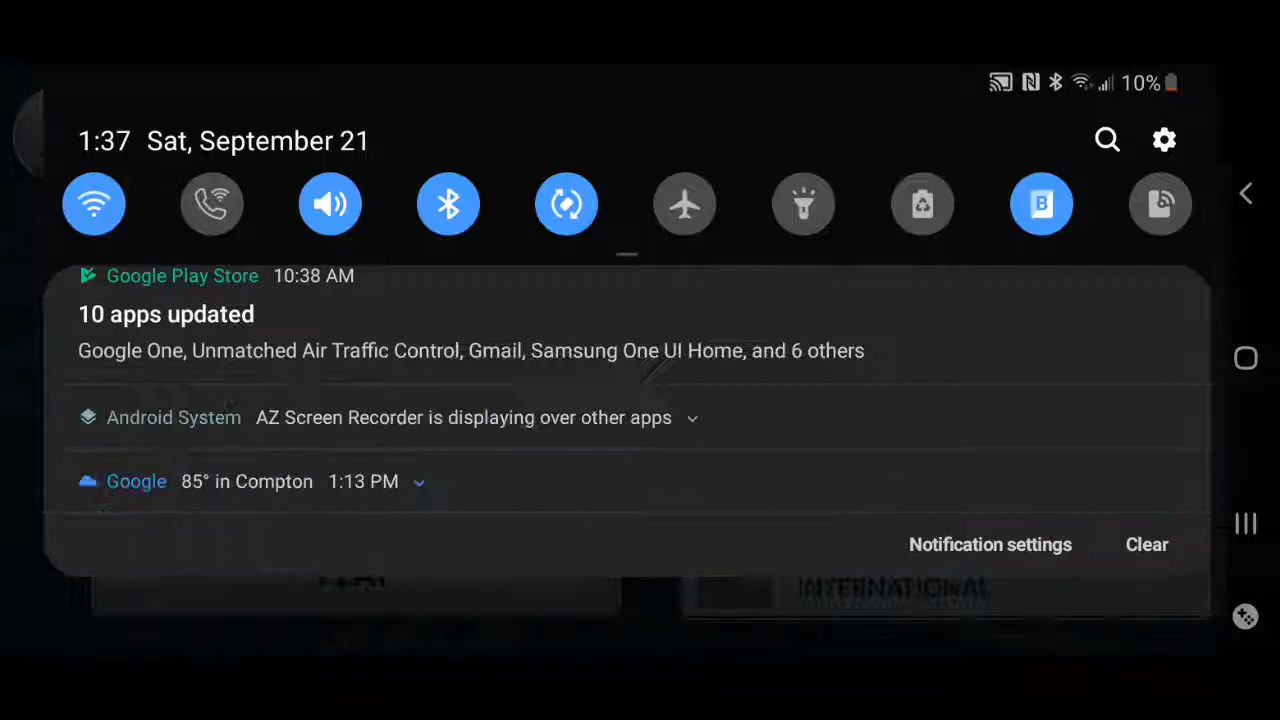 10%
1:37 Sat, September 21
B
Google Play Store 10:38 AM
10 apps updated
Google One, Unmatched Air Traffic Control, Gmail, Samsung One UI Home, and 6 others
Android System AZ Screen Recorder is displaying over other apps
Google 85° in Compton 1:13 PM
Notification settings Clear
INTERNATIONAL